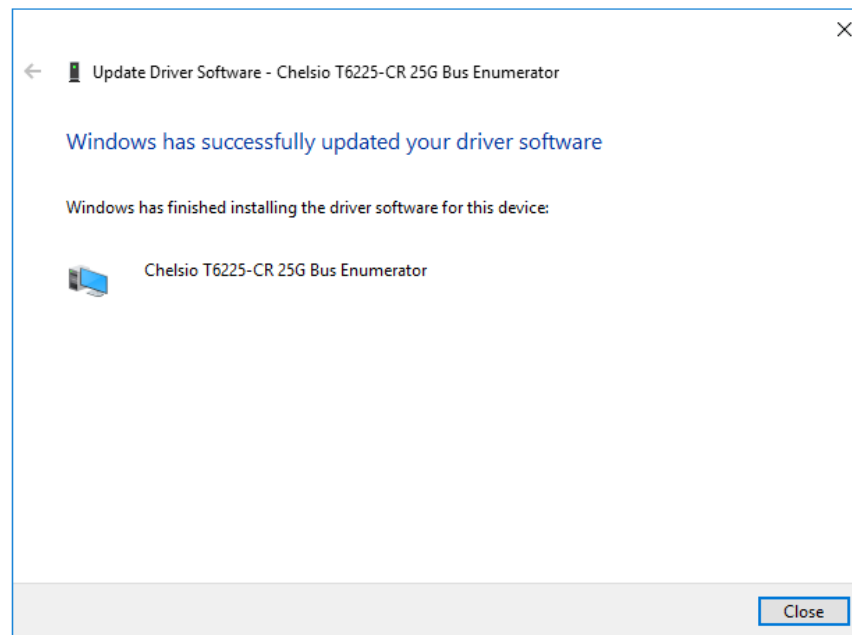 Update Driver Software - Chelsio T6225-CR 25G Bus Enumerator
Windows has successfully updated your driver software
Windows has finished installing the driver software for this device:
Chelsio T6225-CR 25G Bus Enumerator
Close